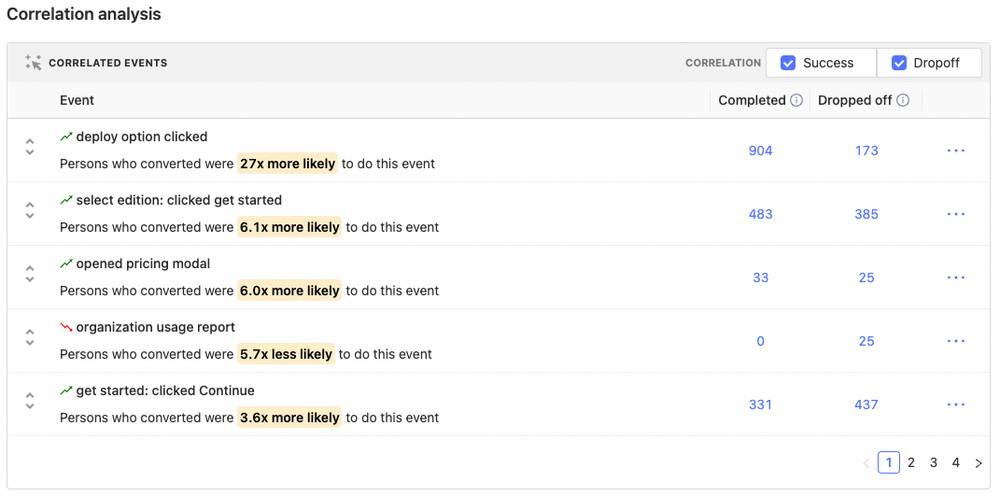 Correlation analysis
CORRELATED EVENTS CORRELATION Success Dropoff
Event Completed Dropped off
deploy option clicked
Persons who converted were 27x more likely to do this event 904 173
select edition: clicked get started
Persons who converted were 6.1x more likely to do this event 483 385
opened pricing modal
Persons who converted were 6.0x more likely to do this event 33 25
organization usage report
Persons who converted were 5.7x less likely to do this event 0 25
get started: clicked Continue
Persons who converted were 3.6x more likely to do this event 331 437
1 2 3 4